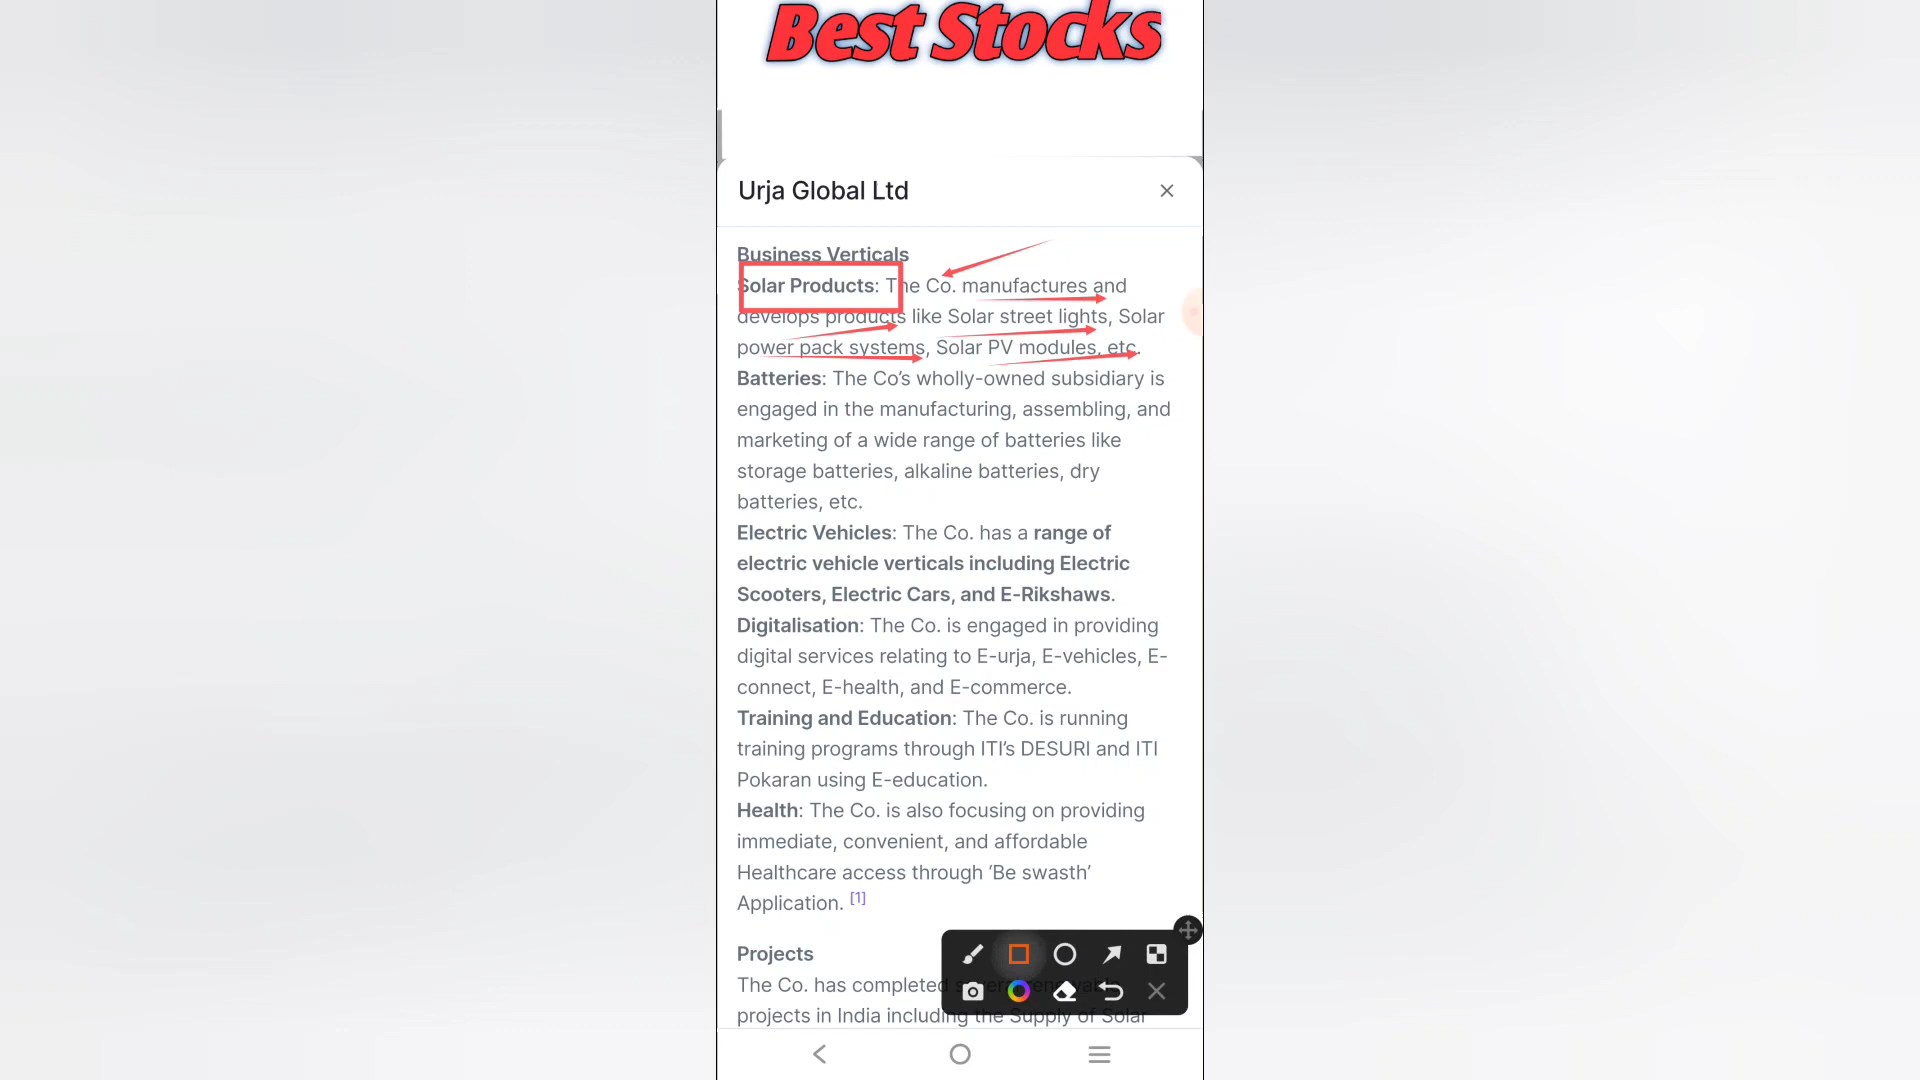 Best Stocks
Urja Global Ltd
Business Verticals
Solar Products: The Co. manufactures and
develops products like Solar street lights, Solar
power pack systems, Solar PV modules, etc.
Batteries: The Co’s wholly-owned subsidiary is
engaged in the manufacturing, assembling, and
marketing of a wide range of batteries like
storage batteries, alkaline batteries, dry
batteries, etc.
Electric Vehicles: The Co. has a range of
electric vehicle verticals including Electric
Scooters, Electric Cars, and E-Rikshaws.
Digitalisation: The Co. is engaged in providing
digital services relating to E-urja, E-vehicles, E-
connect, E-health, and E-commerce.
Training and Education: The Co. is running
training programs through ITI’s DESURI and ITI
Pokaran using E-education.
Health: The Co. is also focusing on providing
immediate, convenient, and affordable
Healthcare access through ‘Be swasth’
Application. [1]
Projects
The Co. has completed several renewable
projects in India including the Supply of Solar